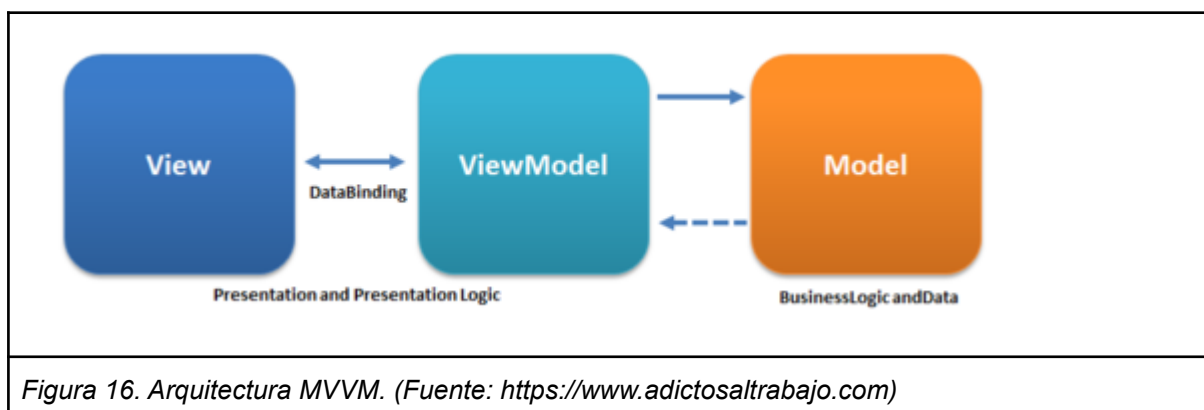 View
ViewModel
Model
DataBinding
Presentation and Presentation Logic
BusinessLogic andData
Figura 16. Arquitectura MVVM. (Fuente: https://www.adictosaltrabajo.com)